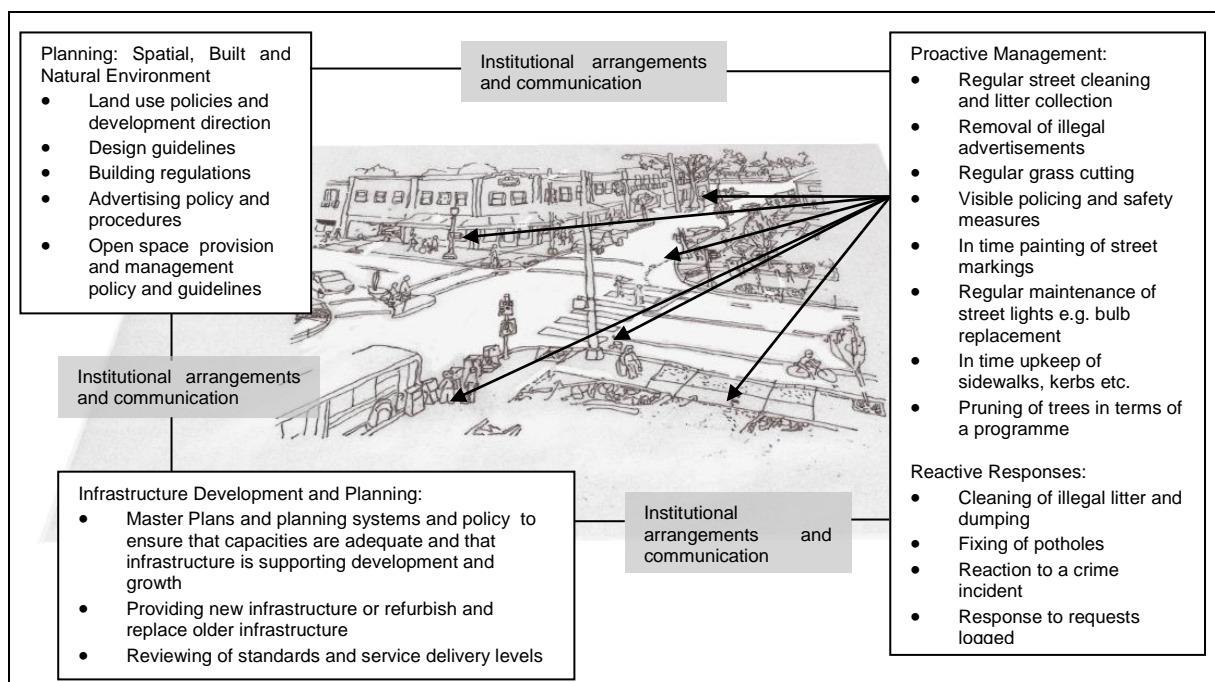 Planning: Spatial, Built and
Natural Environment
• Land use policies and
development direction
• Design guidelines
• Building regulations
• Advertising policy and
procedures
• Open space provision
and management
policy and guidelines
Institutional arrangements
and communication
Proactive Management:
• Regular street cleaning
and litter collection
• Removal of illegal
advertisements
• Regular grass cutting
• Visible policing and safety
measures
• In time painting of street
markings
• Regular maintenance of
street lights e.g. bulb
replacement
• In time upkeep of
sidewalks, kerbs etc.
• Pruning of trees in terms of
a programme
Reactive Responses:
• Cleaning of illegal litter and
dumping
• Fixing of potholes
• Reaction to a crime
incident
• Response to requests
logged
Institutional arrangements
and communication
Infrastructure Development and Planning:
• Master Plans and planning systems and policy to
ensure that capacities are adequate and that
infrastructure is supporting development and
growth
• Providing new infrastructure or refurbish and
replace older infrastructure
• Reviewing of standards and service delivery levels
Institutional
arrangements and
communication